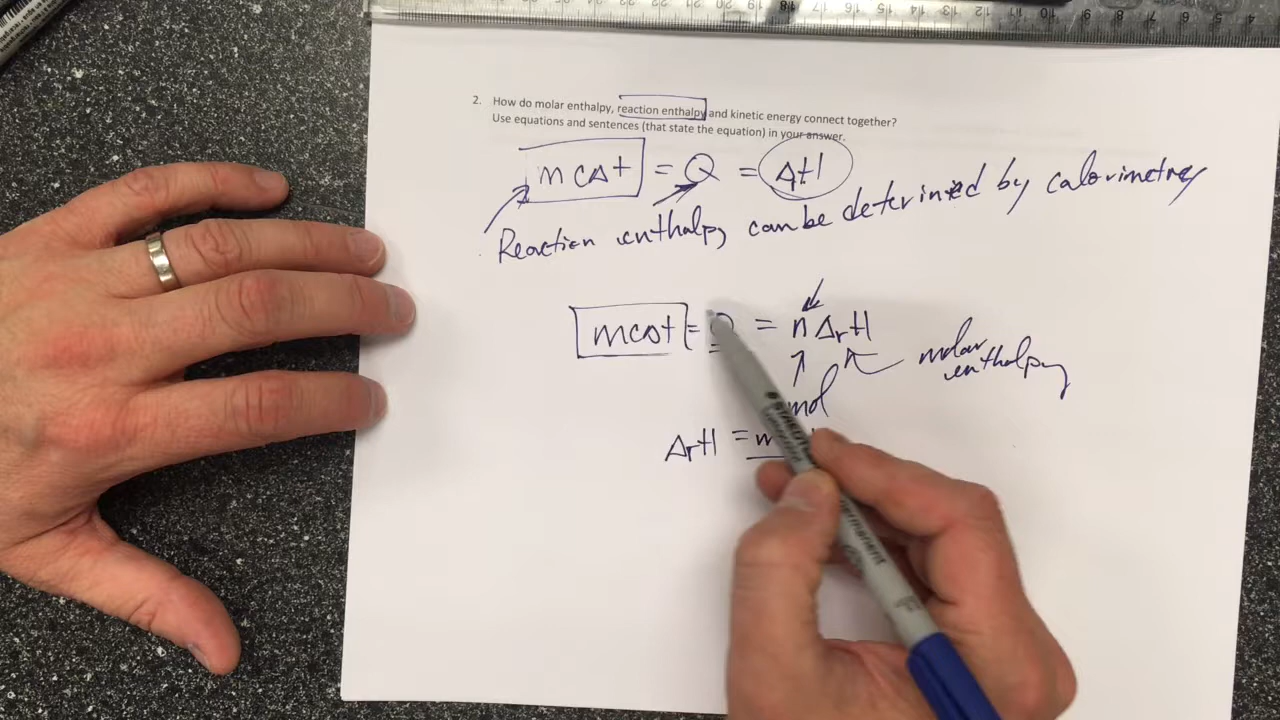 2. How do molar enthalpy, reaction enthalpy and kinetic energy connect together?
Use equations and sentences (that state the equation) in your answer.
mcΔt = Q = ΔH
Reaction enthalpy can be determined by calorimetry
mcΔt = Q = nΔrH
molar
enthalpy
mol
ΔrH = m
STAEDTLER
permanent